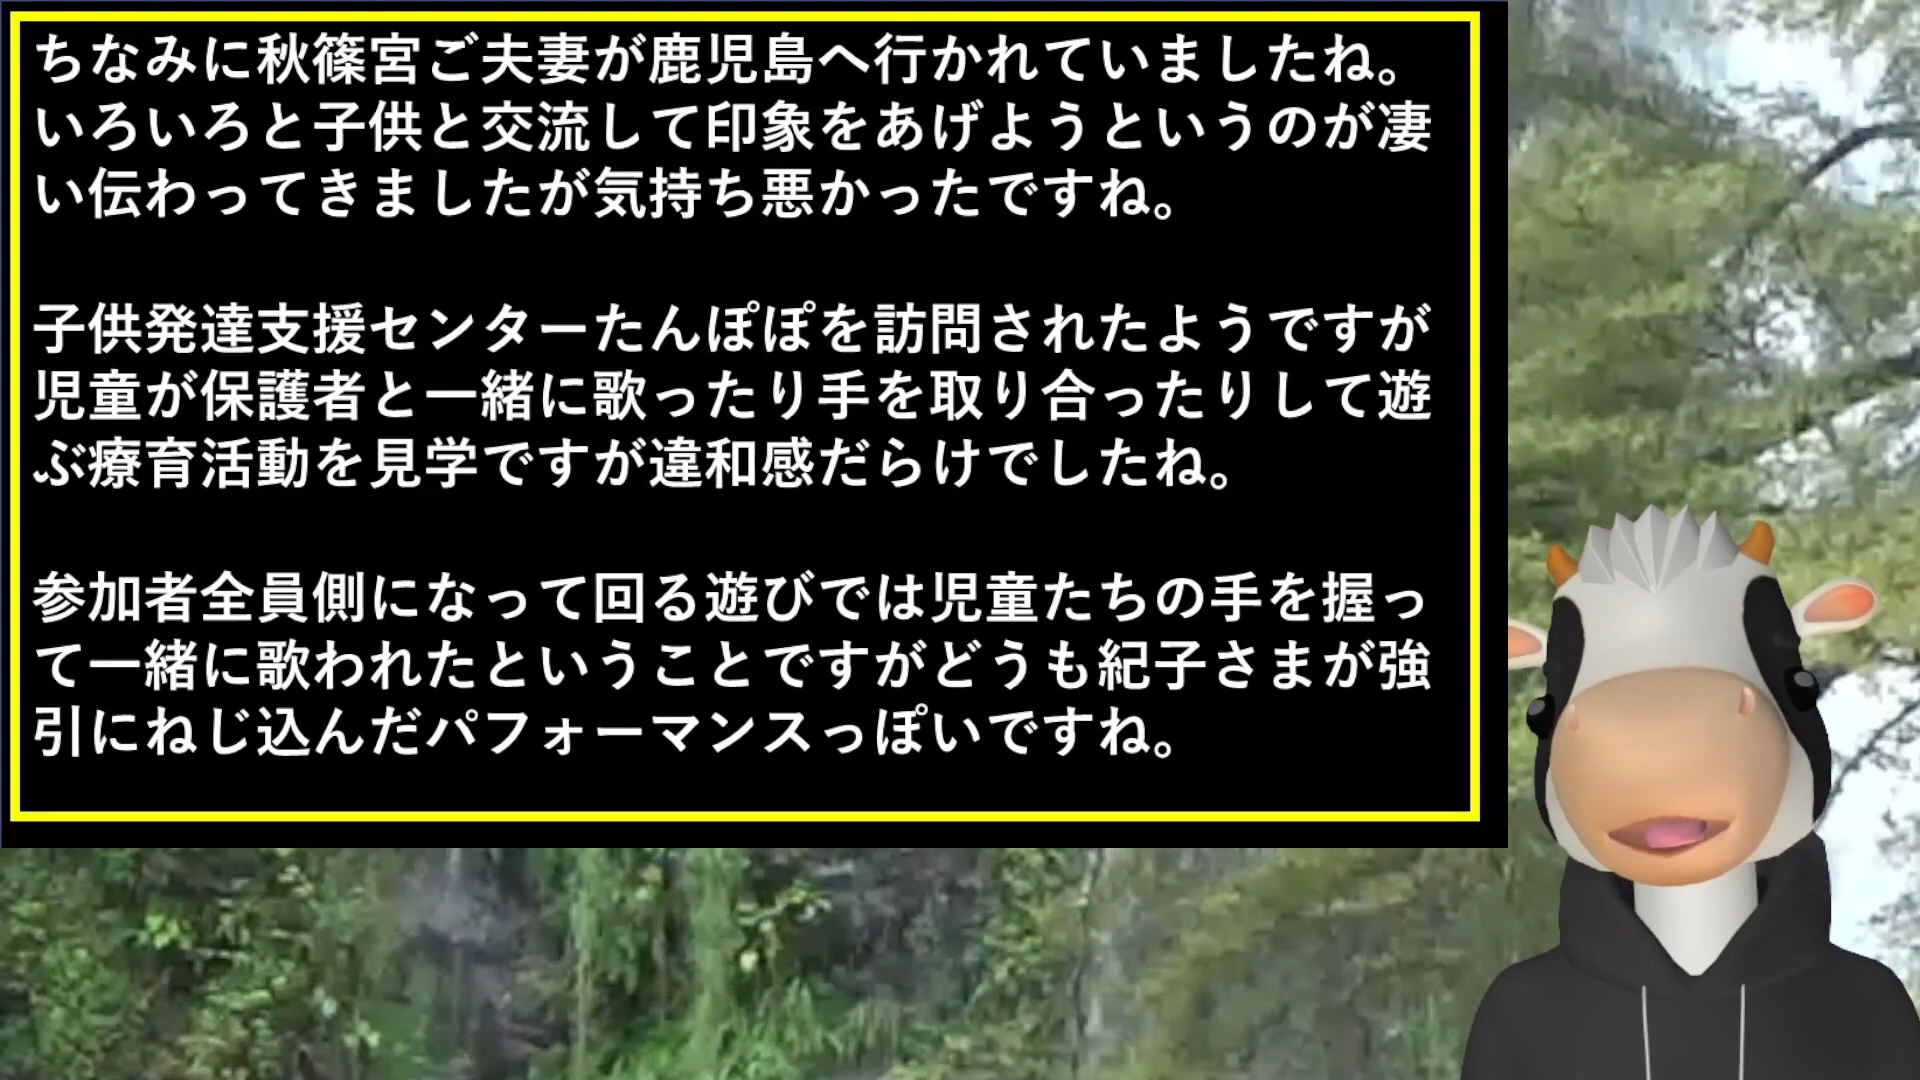 ちなみに秋篠宮ご夫妻が鹿児島へ行かれていましたね。
いろいろと子供と交流して印象をあげようというのが凄
い伝わってきましたが気持ち悪かったですね。
子供発達支援センターたんぽぽを訪問されたようですが
児童が保護者と一緒に歌ったり手を取り合ったりして遊
ぶ療育活動を見学ですが違和感だらけでしたね。
参加者全員側になって回る遊びでは児童たちの手を握っ
て一緒に歌われたということですがどうも紀子さまが強
引にねじ込んだパフォーマンスっぽいですね。